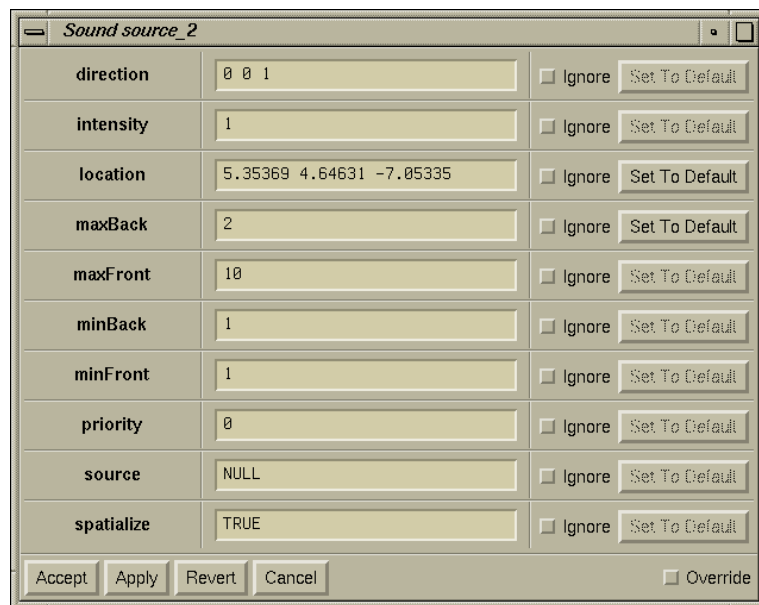 Sound source_2
direction 0 0 1 Ignore Set To Default
intensity 1 Ignore Set To Default
location 5.35369 4.64631 -7.05335 Ignore Set To Default
maxBack 2 Ignore Set To Default
maxFront 10 Ignore Set To Default
minBack 1 Ignore Set To Default
minFront 1 Ignore Set To Default
priority 0 Ignore Set To Default
source NULL Ignore Set To Default
spatialize TRUE Ignore Set To Default
Accept Apply Revert Cancel Override